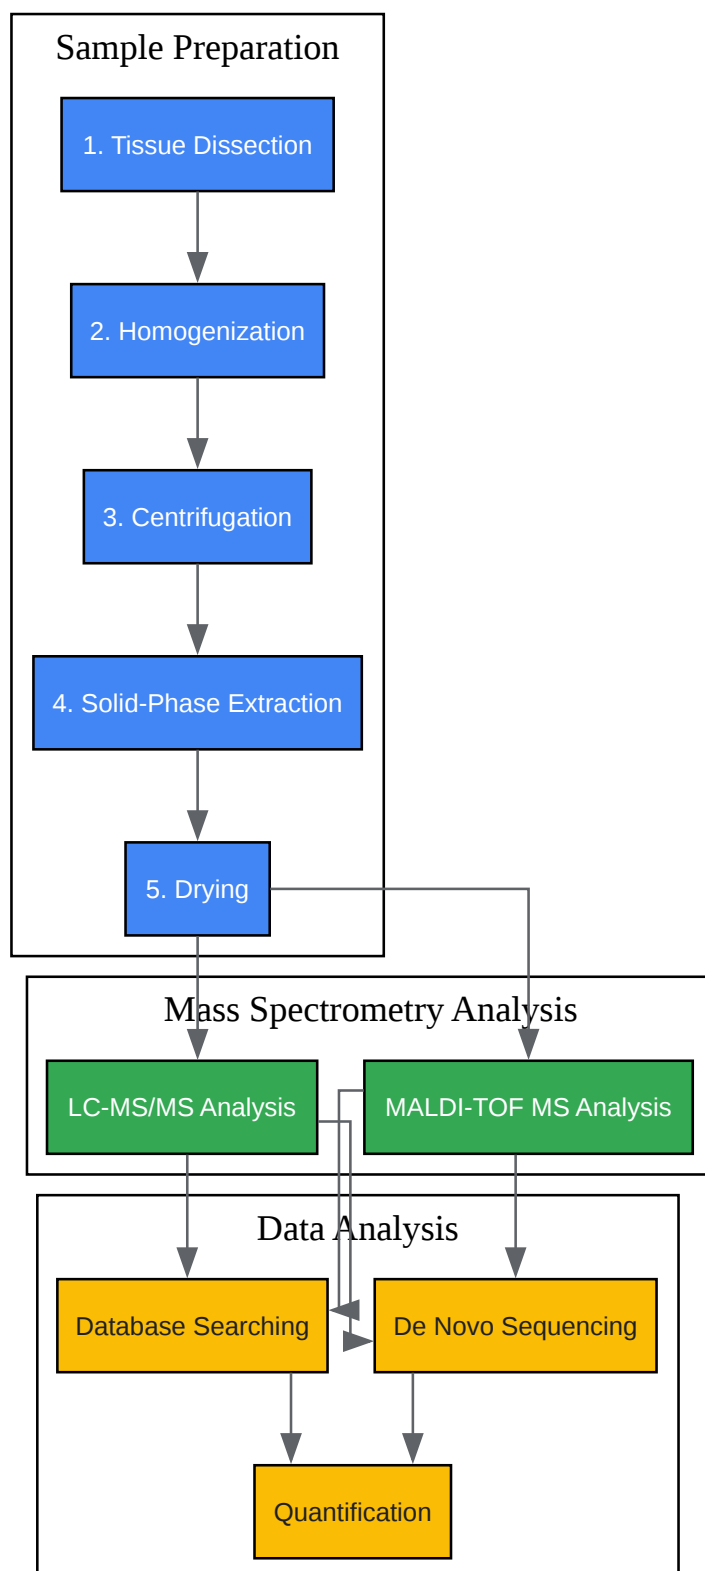 Sample Preparation
1. Tissue Dissection
2. Homogenization
3. Centrifugation
4. Solid-Phase Extraction
5. Drying
Mass Spectrometry Analysis
LC-MS/MS Analysis
MALDI-TOF MS Analysis
Data Analysis
Database Searching
De Novo Sequencing
Quantification